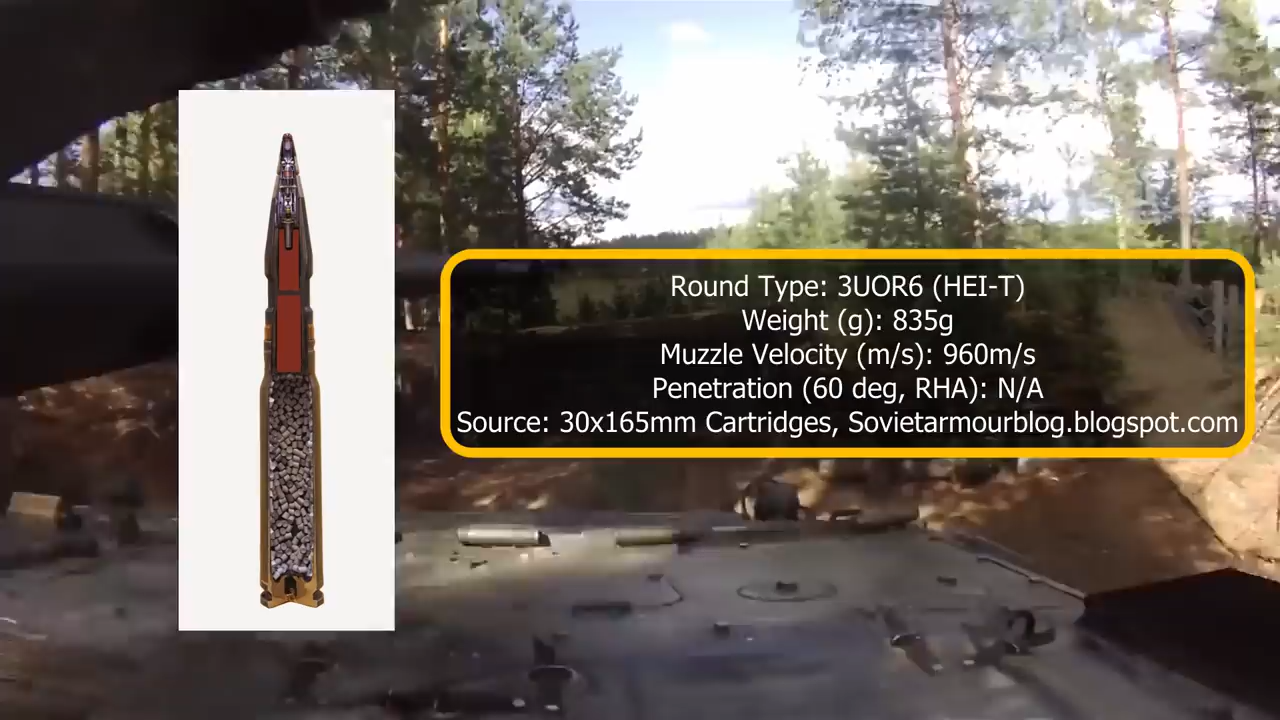 Round Type: 3UOR6 (HEI-T)
Weight (g): 835g
Muzzle Velocity (m/s): 960m/s
Penetration (60 deg, RHA): N/A
Source: 30x165mm Cartridges, Sovietarmourblog.blogspot.com